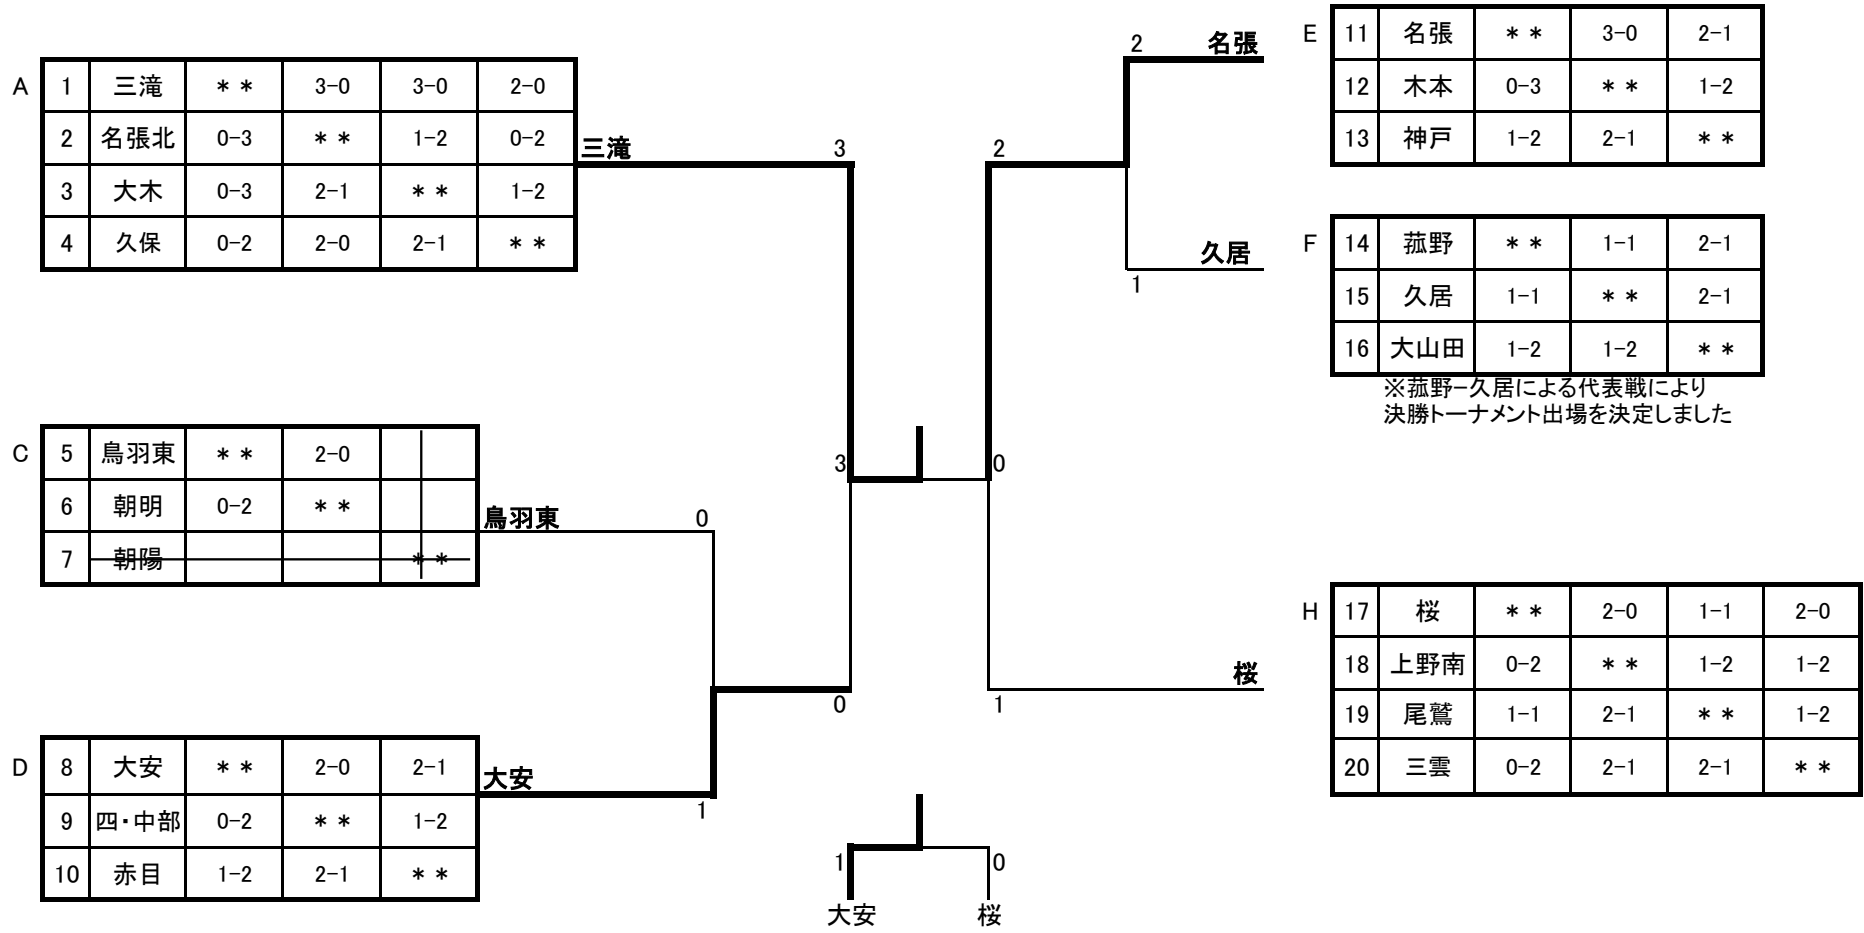 A
1 三滝 ** 3-0 3-0 2-0
2 名張北 0-3 ** 1-2 0-2
3 大木 0-3 2-1 ** 1-2
4 久保 0-2 2-0 2-1 **
三滝
3
C
5 鳥羽東 ** 2-0
6 朝明 0-2 **
7 朝陽 **
鳥羽東
0
D
8 大安 ** 2-0 2-1
9 四・中部 0-2 ** 1-2
10 赤目 1-2 2-1 **
大安
1
3
0
0
1
2
2
名張
久居
1
桜
1
0
大安
桜
E
11 名張 ** 3-0 2-1
12 木本 0-3 ** 1-2
13 神戸 1-2 2-1 **
F
14 菰野 ** 1-1 2-1
15 久居 1-1 ** 2-1
16 大山田 1-2 1-2 **
※菰野-久居による代表戦により
決勝トーナメント出場を決定しました
H
17 桜 ** 2-0 1-1 2-0
18 上野南 0-2 ** 1-2 1-2
19 尾鷲 1-1 2-1 ** 1-2
20 三雲 0-2 2-1 2-1 **